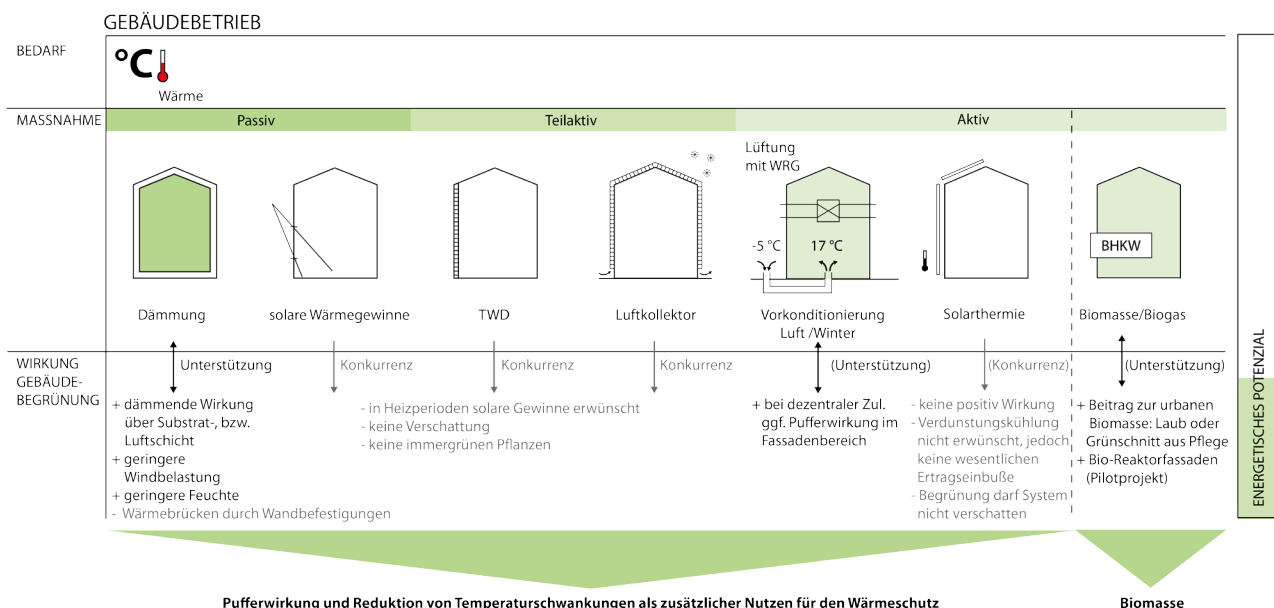 GEBÄUDEBETRIEB
BEDARF
°C
Wärme
MASSNAHME
Passiv
Teilaktiv
Aktiv
Lüftung
mit WRG
-5 °C
17 °C
BHKW
Dämmung
solare Wärmegewinne
TWD
Luftkollektor
Vorkonditionierung
Luft /Winter
Solarthermie
Biomasse/Biogas
WIRKUNG
GEBÄUDE-
BEGRÜNUNG
Unterstützung
Konkurrenz
Konkurrenz
Konkurrenz
(Unterstützung)
(Konkurrenz)
(Unterstützung)
+ dämmende Wirkung
über Substrat-, bzw.
Luftschicht
+ geringere
Windbelastung
+ geringere Feuchte
- Wärmebrücken durch Wandbefestigungen
- in Heizperioden solare Gewinne erwünscht
- keine Verschattung
- keine immergrünen Pflanzen
+ bei dezentraler Zul.
ggf. Pufferwirkung im
Fassadenbereich
- keine positiv Wirkung
- Verdunstungskühlung
nicht erwünscht, jedoch
keine wesentlichen
Ertragseinbuße
- Begrünung darf System
nicht verschatten
+ Beitrag zur urbanen
Biomasse: Laub oder
Grünschnitt aus Pflege
+ Bio-Reaktorfassaden
(Pilotprojekt)
ENERGETISCHES POTENZIAL
Pufferwirkung und Reduktion von Temperaturschwankungen als zusätzlicher Nutzen für den Wärmeschutz
Biomasse